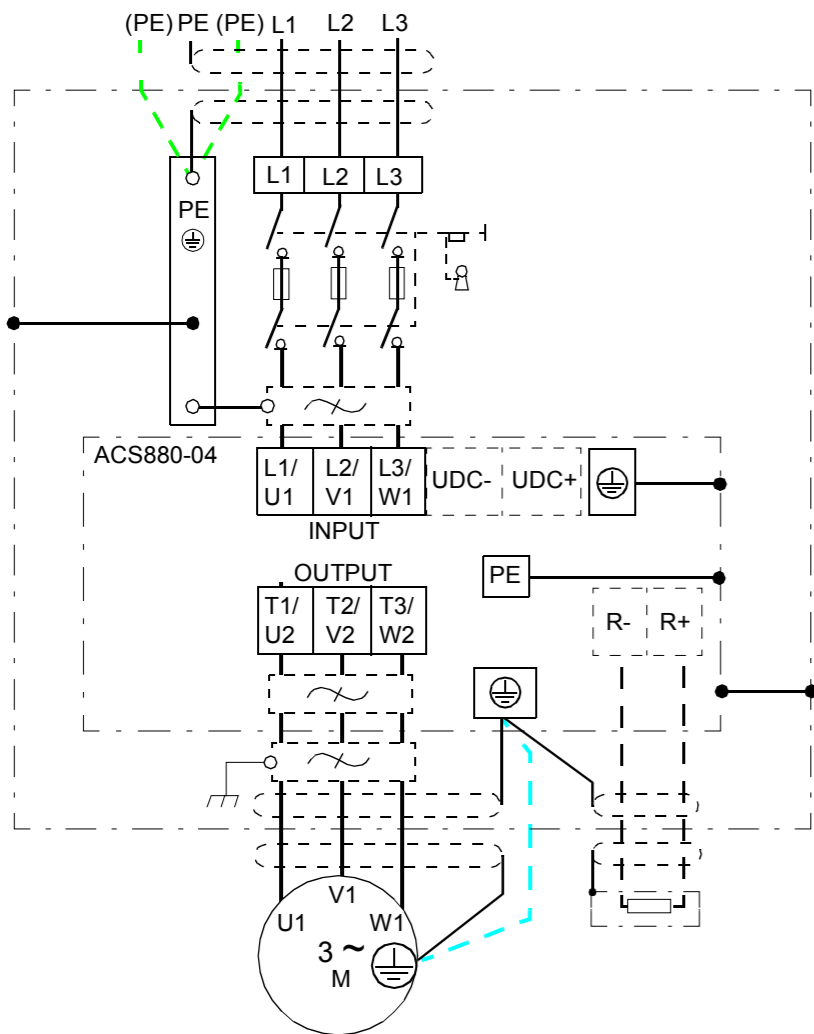 (PE) PE (PE) L1 L2 L3
L1 L2 L3
PE
ACS880-04
L1/ U1
L2/ V1
L3/ W1
UDC-
UDC+
INPUT
OUTPUT
PE
T1/ U2
T2/ V2
T3/ W2
R-
R+
U1
V1
W1
3 ~
M